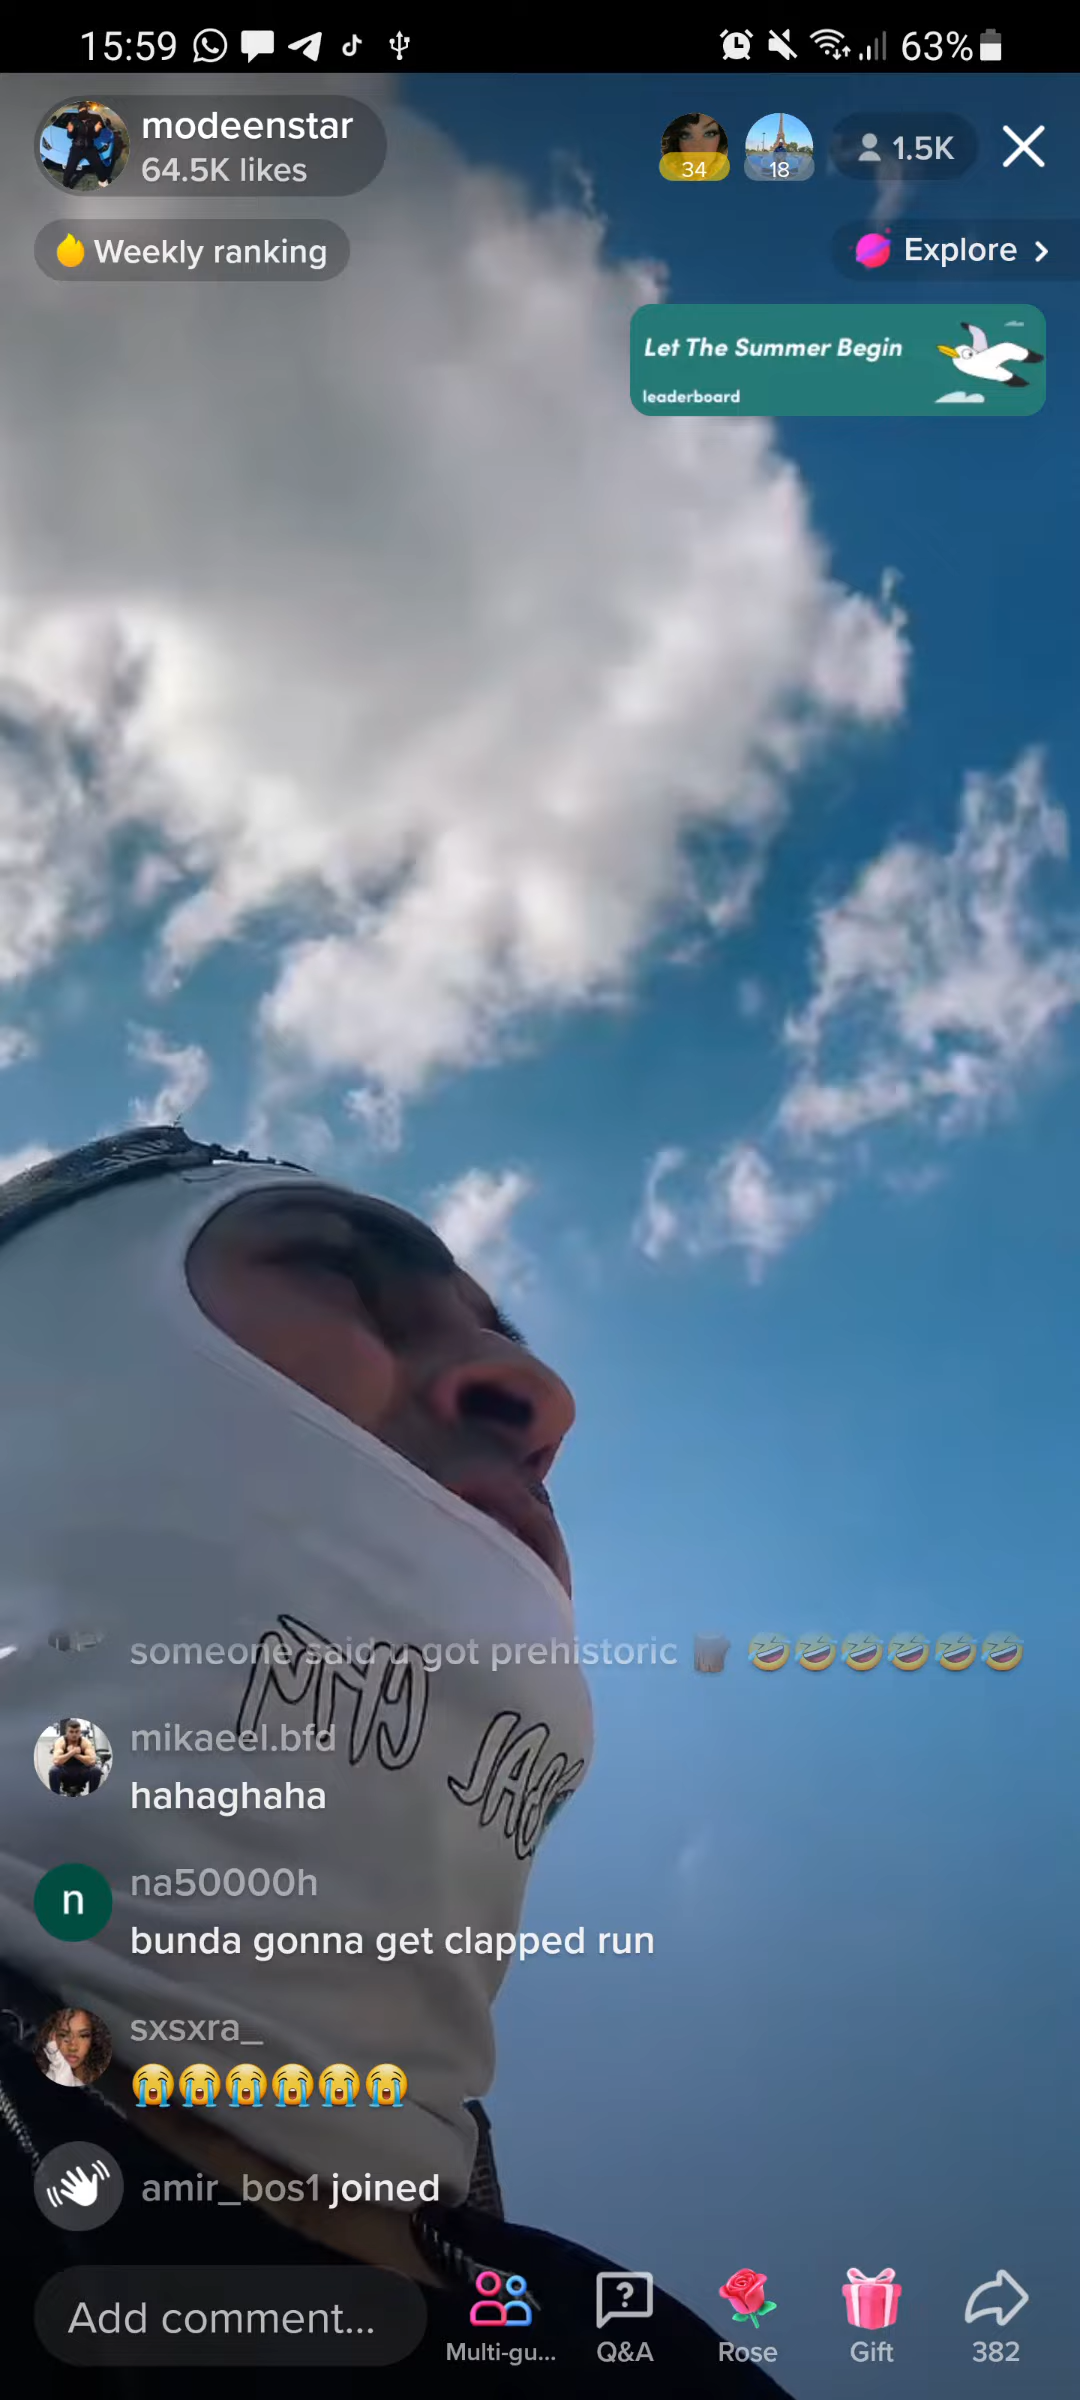 15:59
63%
modeenstar
64.5K likes
34
18
1.5K
Weekly ranking
Explore >
Let The Summer Begin
leaderboard
someone said u got prehistoric 🪵 🤣🤣🤣🤣🤣🤣
GYM
mikaeel.bfd
hahaghaha
na50000h
n
bunda gonna get clapped run
sxsxra_
😭😭😭😭😭😭
amir_bos1 joined
Add comment...
Multi-gu...
Q&A
Rose
Gift
382